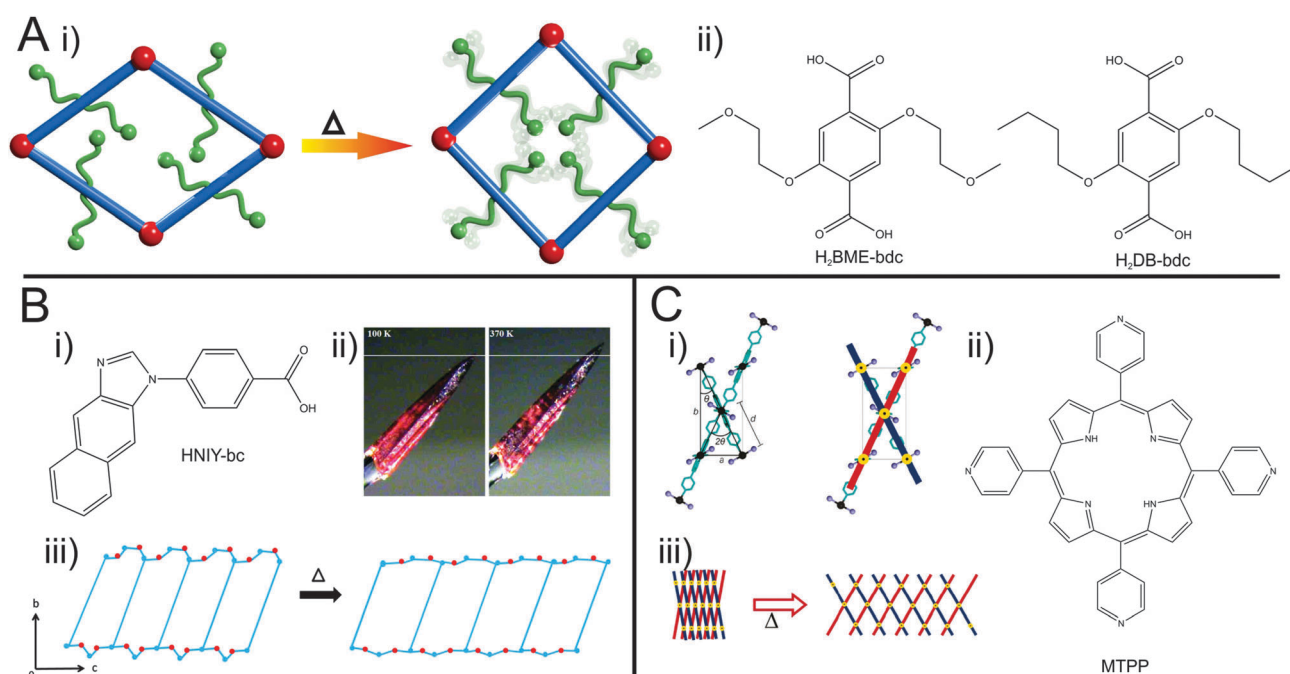 A
i)
Δ
ii)
HO
O
O
O
O
O
O
OH
H₂BME-bdc
HO
O
O
O
O
OH
H₂DB-bdc
B
i)
N
N
O
OH
HNIY-bc
ii)
100 K
370 K
iii)
Δ
b
c
C
i)
θ
b
d
2θ
a
ii)
N
N
NH
N
N
HN
N
N
MTPP
iii)
Δ